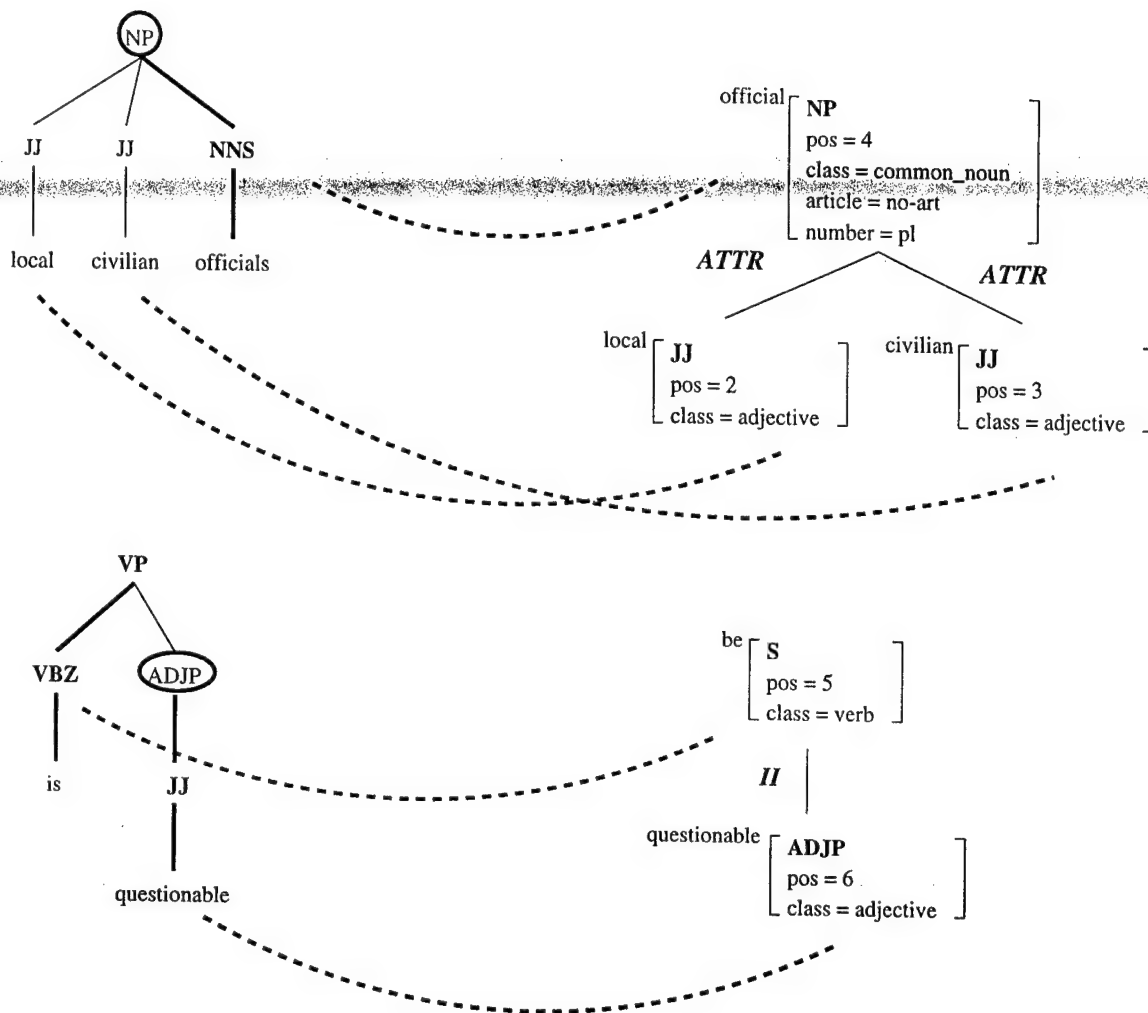 NP
JJ JJ NNS
local civilian officials
official
NP
pos = 4
class = common_noun
article = no-art
number = pl
ATTR ATTR
local
JJ
pos = 2
class = adjective
civilian
JJ
pos = 3
class = adjective
VP
VBZ ADJP
is JJ
questionable
be
S
pos = 5
class = verb
II
questionable
ADJP
pos = 6
class = adjective